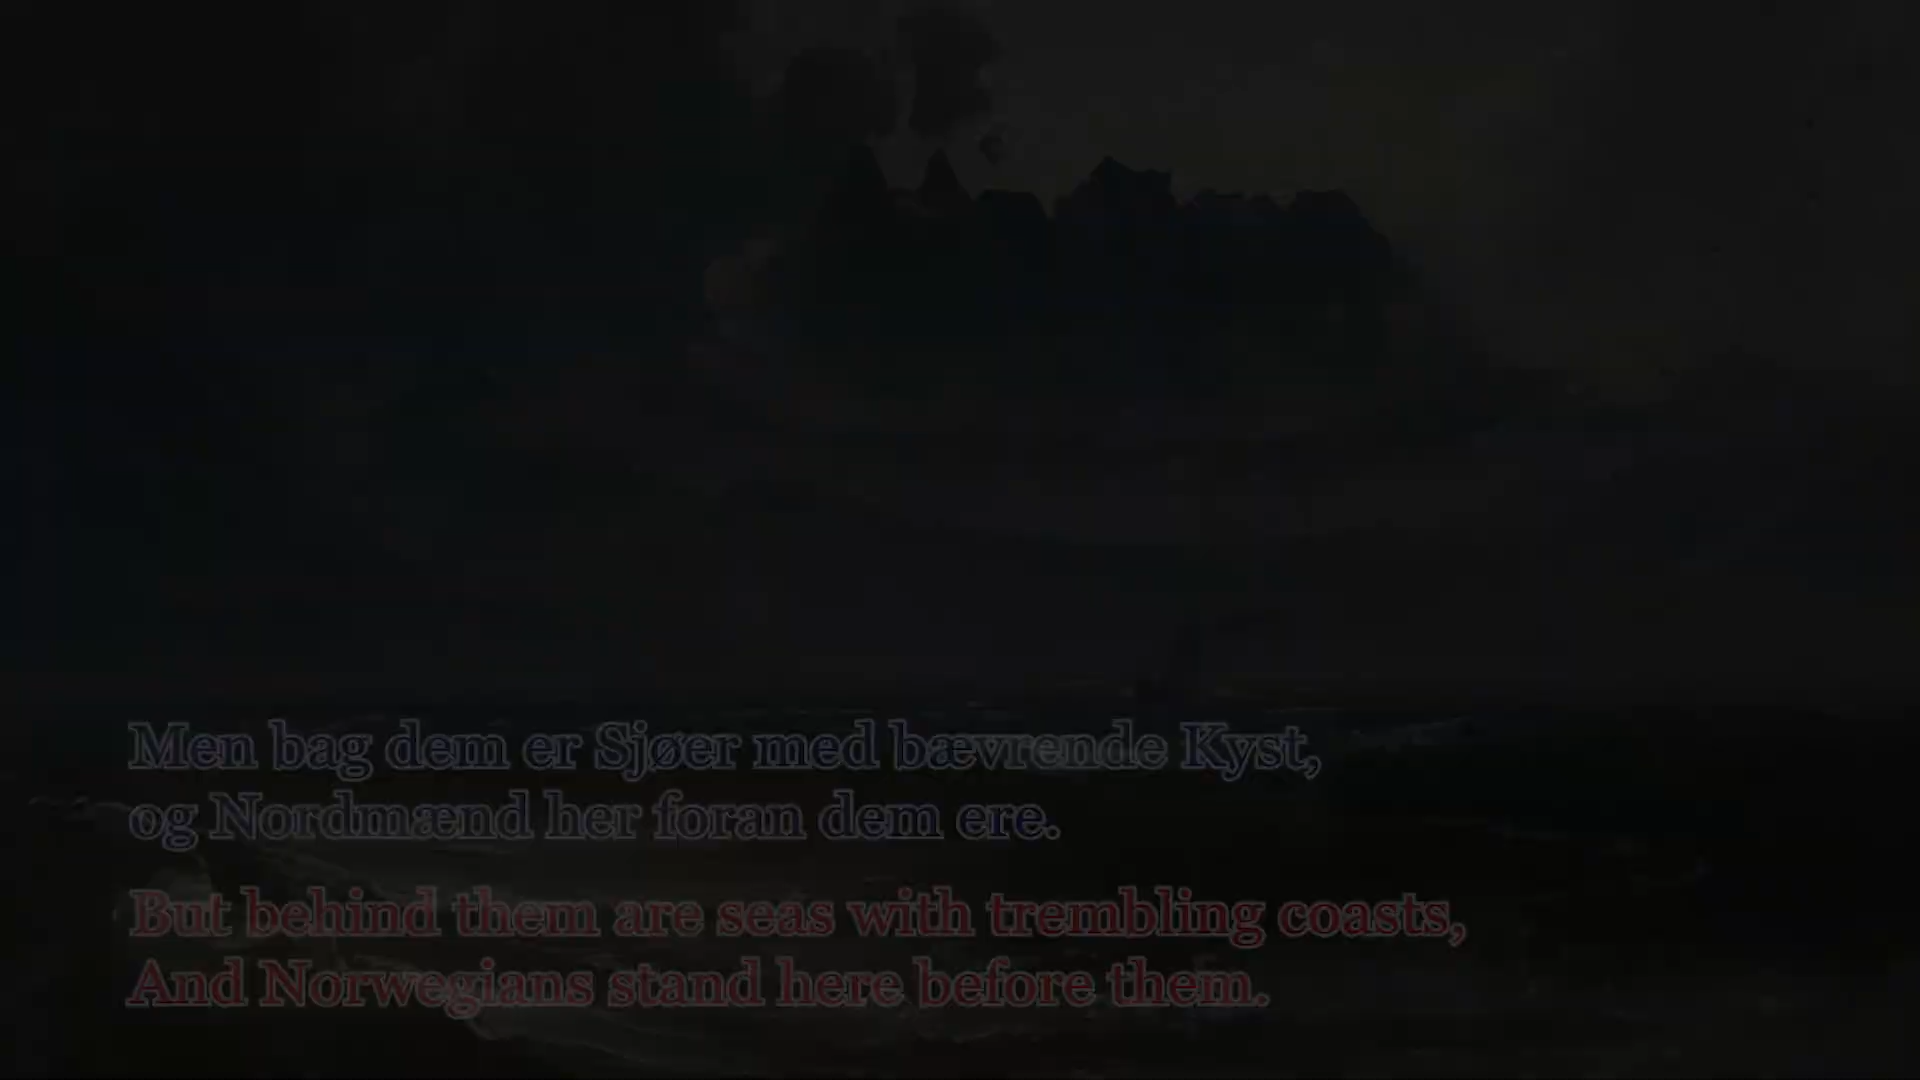 Men bag dem er Sjøer med bævrende Kyst,
og Nordmænd her foran dem ere.
But behind them are seas with trembling coasts,
And Norwegians stand here before them.